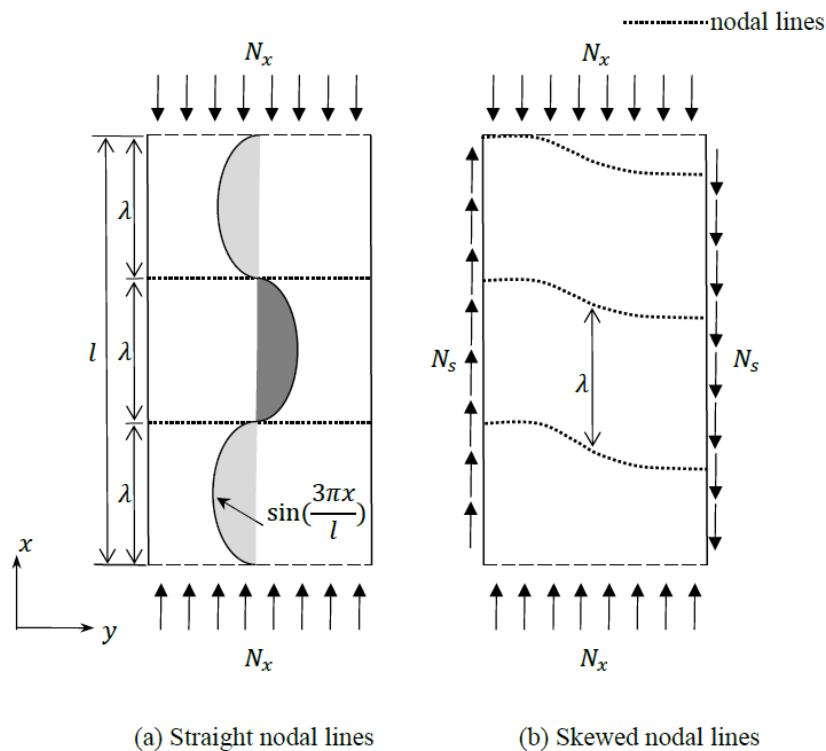 nodal lines
N_x
N_x
λ
l
λ
λ
sin(3πx/l)
N_s
λ
N_s
x
y
N_x
N_x
(a) Straight nodal lines
(b) Skewed nodal lines